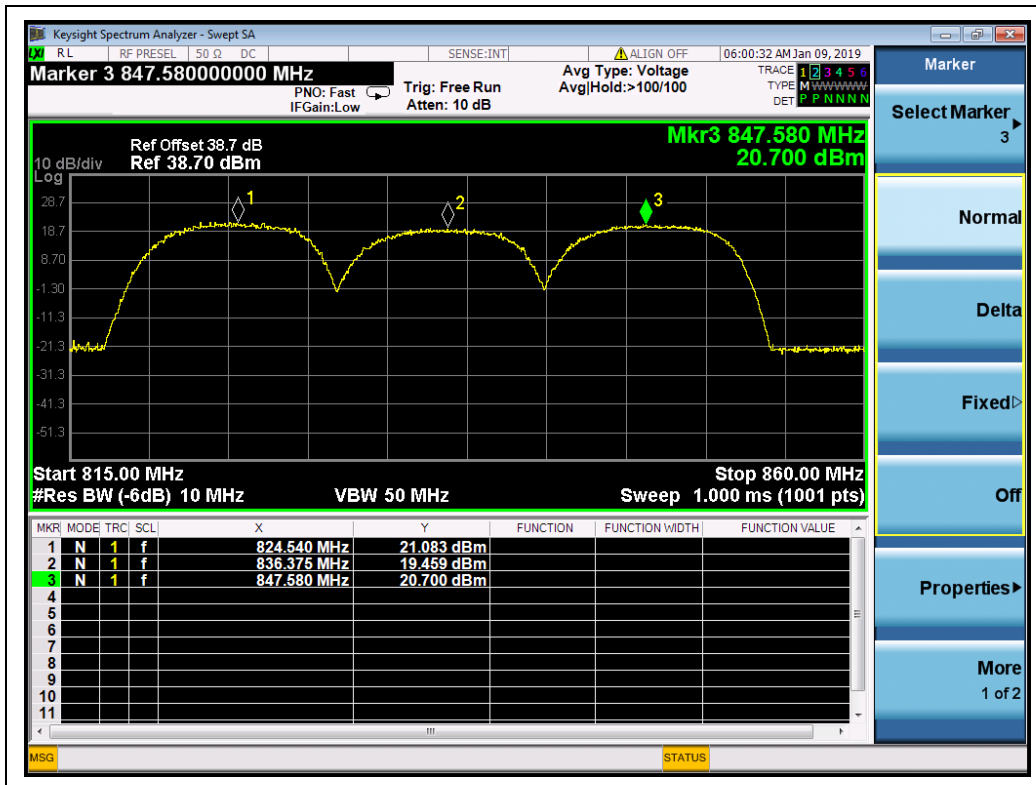 Keysight Spectrum Analyzer - Swept SA
LXI RL RF PRESEL 50 Ω DC SENSE:INT ALIGN OFF 06:00:32 AM Jan 09, 2019
Marker 3 847.580000000 MHz
PNO: Fast
IFGain:Low
Trig: Free Run
Atten: 10 dB
Avg Type: Voltage
Avg|Hold:>100/100
TRACE 1 2 3 4 5 6
TYPE M W W W W W
DET P P N N N N
Mkr3 847.580 MHz
20.700 dBm
Ref Offset 38.7 dB
10 dB/div Ref 38.70 dBm
Log
28.7
18.7
8.70
-1.30
-11.3
-21.3
-31.3
-41.3
-51.3
1
2
3
Start 815.00 MHz Stop 860.00 MHz
#Res BW (-6dB) 10 MHz VBW 50 MHz Sweep 1.000 ms (1001 pts)
MKR MODE TRC SCL X Y FUNCTION FUNCTION WIDTH FUNCTION VALUE
1 N 1 f 824.540 MHz 21.083 dBm
2 N 1 f 836.375 MHz 19.459 dBm
3 N 1 f 847.580 MHz 20.700 dBm
4
5
6
7
8
9
10
11
MSG STATUS
Marker
Select Marker
3
Normal
Delta
Fixed
Off
Properties
More
1 of 2